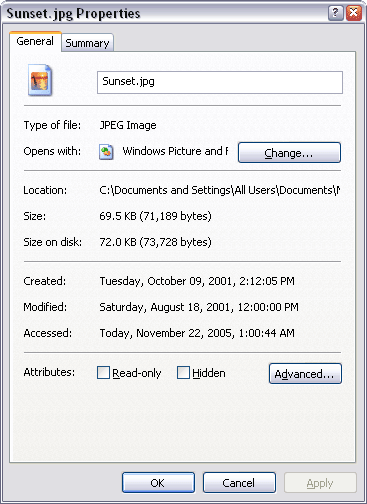 Sunset.jpg Properties
General Summary
Sunset.jpg
Type of file: JPEG Image
Opens with: Windows Picture and F Change...
Location: C:\Documents and Settings\All Users\Documents\
Size: 69.5 KB (71,189 bytes)
Size on disk: 72.0 KB (73,728 bytes)
Created: Tuesday, October 09, 2001, 2:12:05 PM
Modified: Saturday, August 18, 2001, 12:00:00 PM
Accessed: Today, November 22, 2005, 1:00:44 AM
Attributes: Read-only Hidden Advanced...
OK Cancel Apply